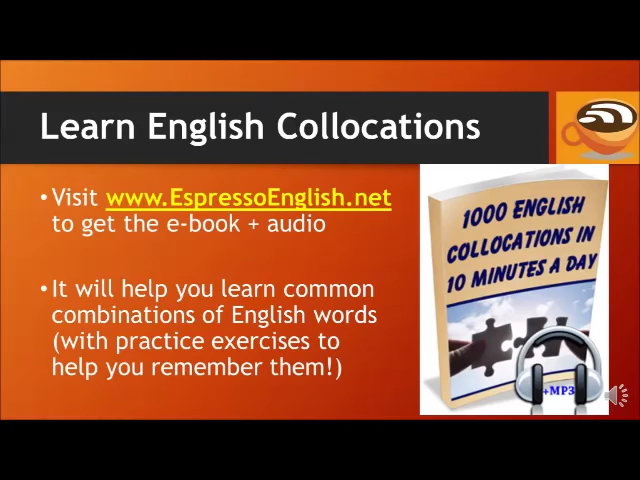 Learn English Collocations
• Visit www.EspressoEnglish.net
to get the e-book + audio
• It will help you learn common
combinations of English words
(with practice exercises to
help you remember them!)
1000 ENGLISH
COLLOCATIONS IN
10 MINUTES A DAY
+MP3